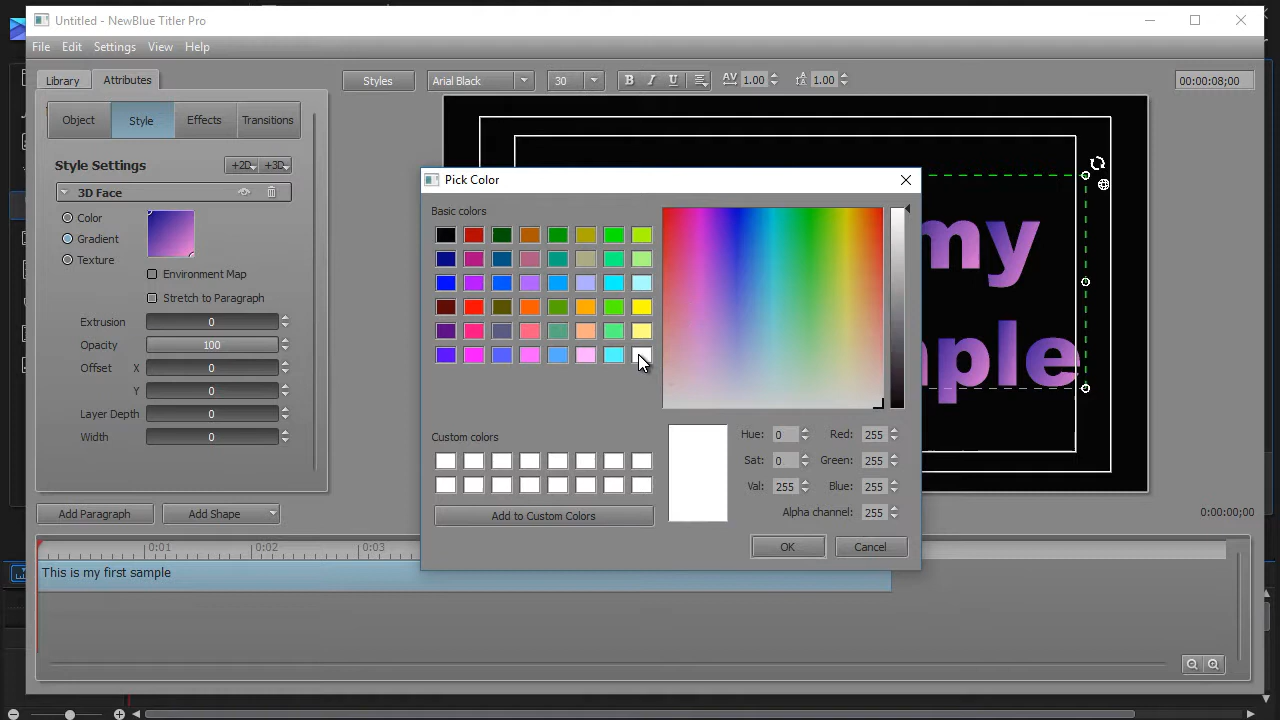 Untitled - NewBlue Titler Pro
File Edit Settings View Help
Library Attributes
Styles Arial Black 30 B I U AV 1.00 A 1.00 00:00:08;00
Object Style Effects Transitions
Style Settings +2D +3D
3D Face
Color
Gradient
Texture
Environment Map
Stretch to Paragraph
Extrusion 0
Opacity 100
Offset X 0
Y 0
Layer Depth 0
Width 0
Pick Color
Basic colors
Custom colors
Add to Custom Colors
Hue: 0 Red: 255
Sat: 0 Green: 255
Val: 255 Blue: 255
Alpha channel: 255
OK Cancel
my
mple
Add Paragraph Add Shape 0:00:00;00
0:01 0:02 0:03
This is my first sample